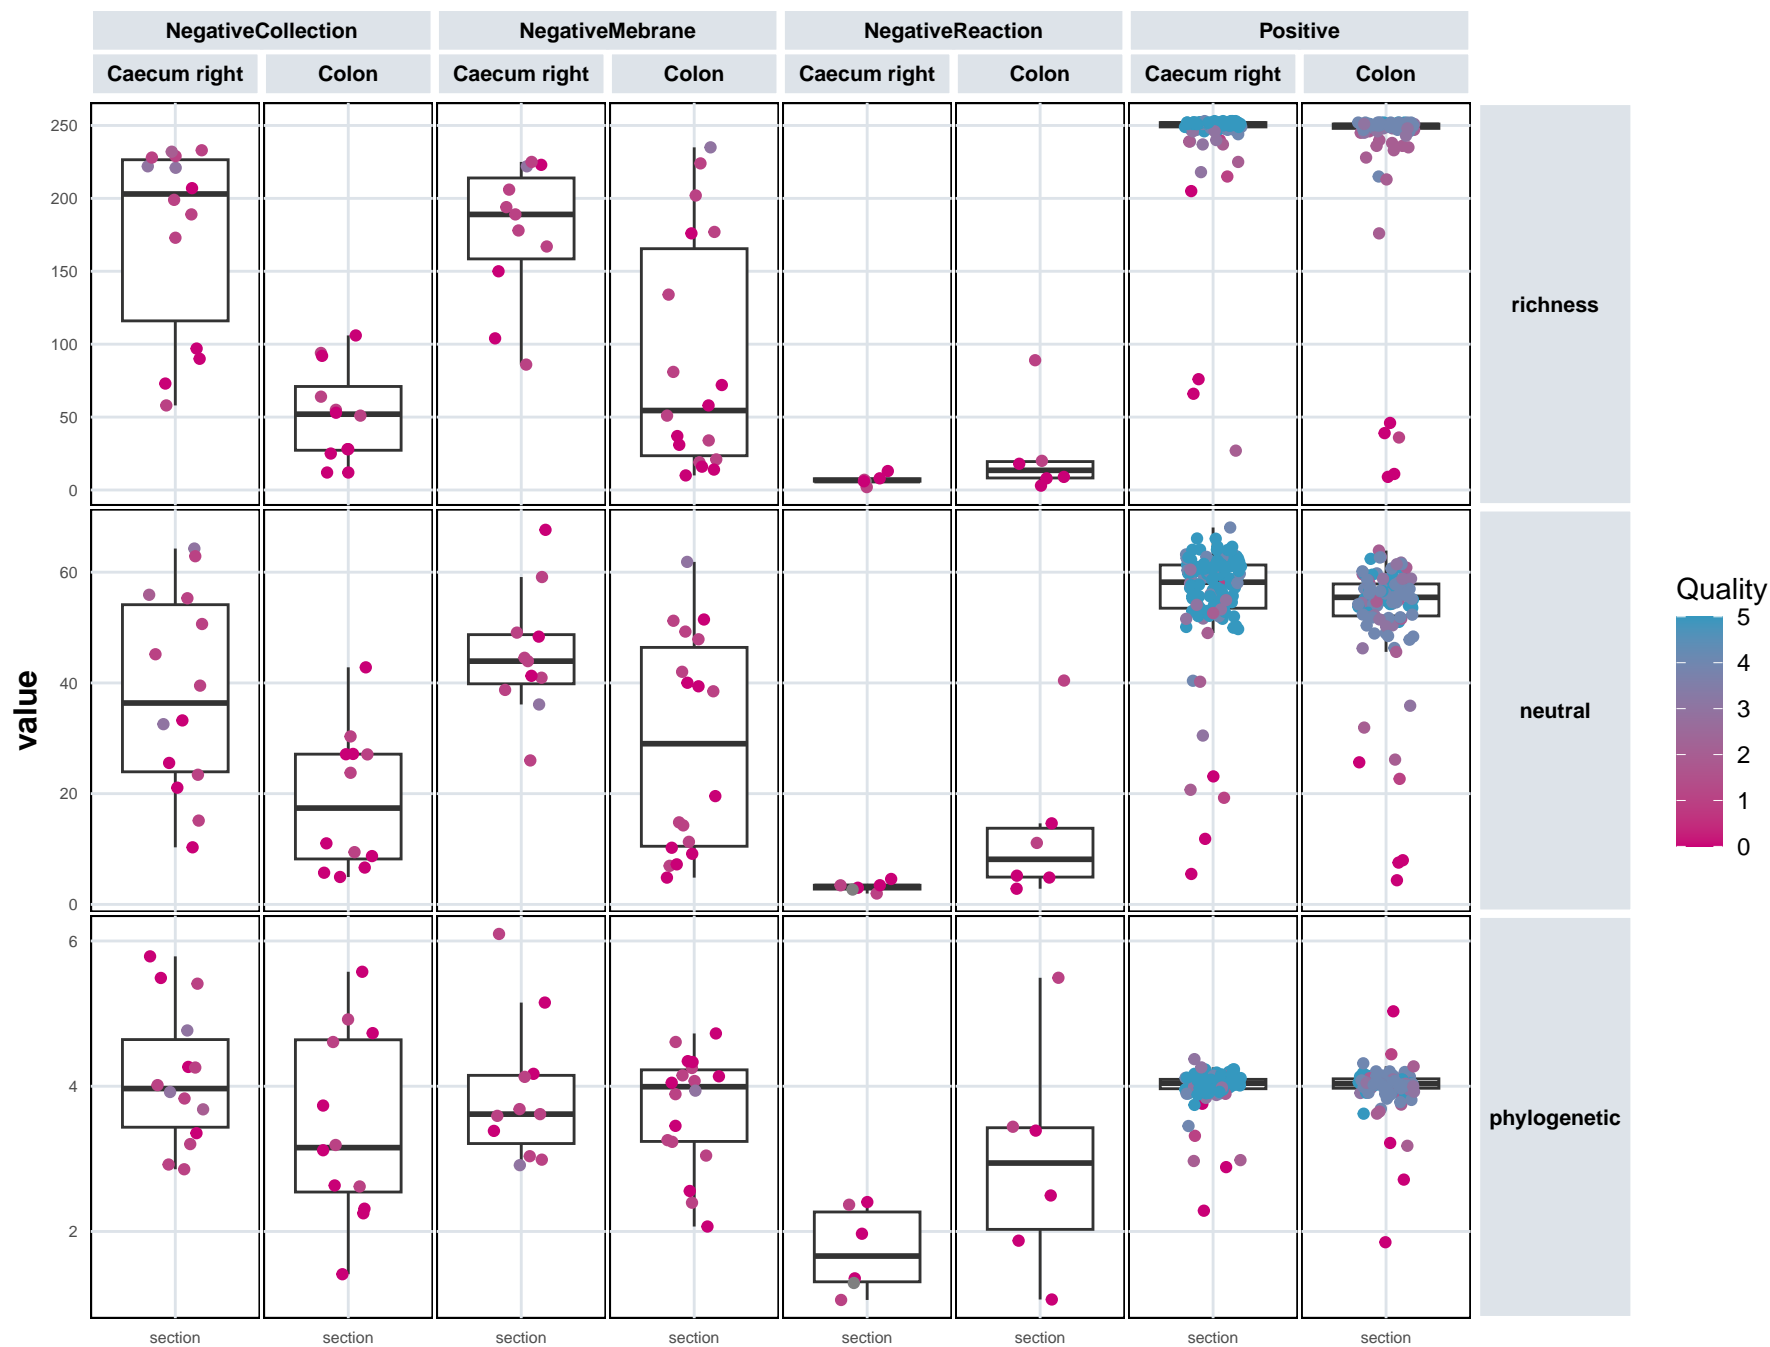 NegativeCollection NegativeMebrane NegativeReaction Positive
Caecum right Colon Caecum right Colon Caecum right Colon Caecum right Colon
250
200
150
100
50
0
richness
60
40
20
0
neutral
6
4
2
phylogenetic
value
section section section section section section section section
Quality
5
4
3
2
1
0